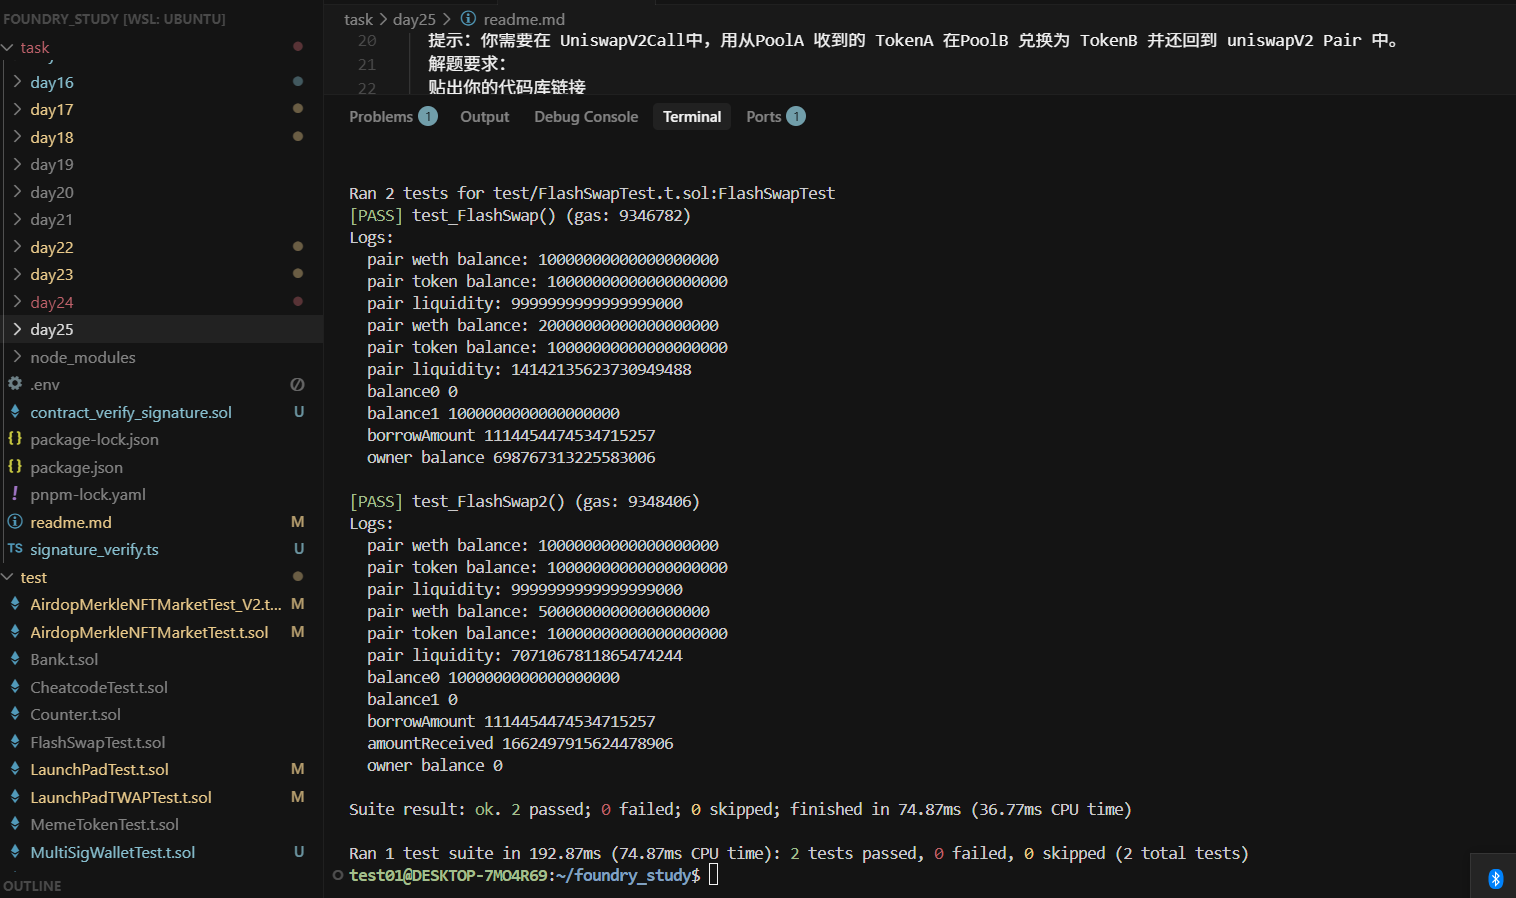 FOUNDRY_STUDY [WSL: UBUNTU]
task
day16
day17
day18
day19
day20
day21
day22
day23
day24
day25
node_modules
.env
contract_verify_signature.sol U
package-lock.json
package.json
pnpm-lock.yaml
readme.md M
TS signature_verify.ts U
test
AirdopMerkleNFTMarketTest_V2.t... M
AirdopMerkleNFTMarketTest.t.sol M
Bank.t.sol
CheatcodeTest.t.sol
Counter.t.sol
FlashSwapTest.t.sol
LaunchPadTest.t.sol M
LaunchPadTWAPTest.t.sol M
MemeTokenTest.t.sol
MultiSigWalletTest.t.sol U
OUTLINE
task > day25 > readme.md
20 提示：你需要在 UniswapV2Call中，用从PoolA 收到的 TokenA 在PoolB 兑换为 TokenB 并还回到 uniswapV2 Pair 中。
21 解题要求：
22 贴出你的代码库链接
Problems 1 Output Debug Console Terminal Ports 1
Ran 2 tests for test/FlashSwapTest.t.sol:FlashSwapTest
[PASS] test_FlashSwap() (gas: 9346782)
Logs:
pair weth balance: 10000000000000000000
pair token balance: 10000000000000000000
pair liquidity: 9999999999999999000
pair weth balance: 20000000000000000000
pair token balance: 10000000000000000000
pair liquidity: 14142135623730949488
balance0 0
balance1 1000000000000000000
borrowAmount 1114454474534715257
owner balance 698767313225583006
[PASS] test_FlashSwap2() (gas: 9348406)
Logs:
pair weth balance: 10000000000000000000
pair token balance: 10000000000000000000
pair liquidity: 9999999999999999000
pair weth balance: 5000000000000000000
pair token balance: 10000000000000000000
pair liquidity: 7071067811865474244
balance0 1000000000000000000
balance1 0
borrowAmount 1114454474534715257
amountReceived 1662497915624478906
owner balance 0
Suite result: ok. 2 passed; 0 failed; 0 skipped; finished in 74.87ms (36.77ms CPU time)
Ran 1 test suite in 192.87ms (74.87ms CPU time): 2 tests passed, 0 failed, 0 skipped (2 total tests)
test01@DESKTOP-7MO4R69:~/foundry_study$